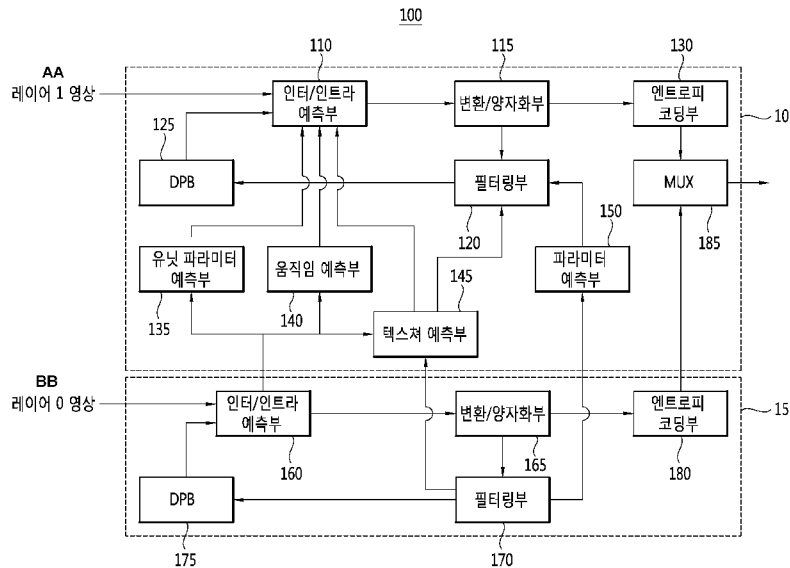 100
AA
레이어 1 영상
110
인터/인트라
예측부
115
변환/양자화부
130
엔트로피
코딩부
10
125
DPB
필터링부
120
MUX
185
150
유닛 파라미터
예측부
135
움직임 예측부
140
145
텍스쳐 예측부
파라미터
예측부
BB
레이어 0 영상
인터/인트라
예측부
160
변환/양자화부
165
엔트로피
코딩부
180
15
DPB
175
필터링부
170